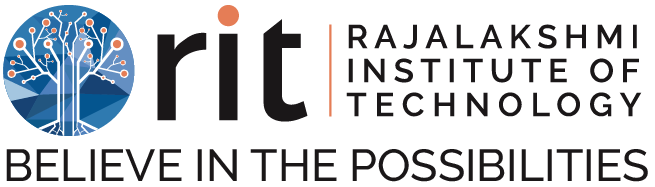 rit
RAJALAKSHMI
INSTITUTE OF
TECHNOLOGY
BELIEVE IN THE POSSIBILITIES